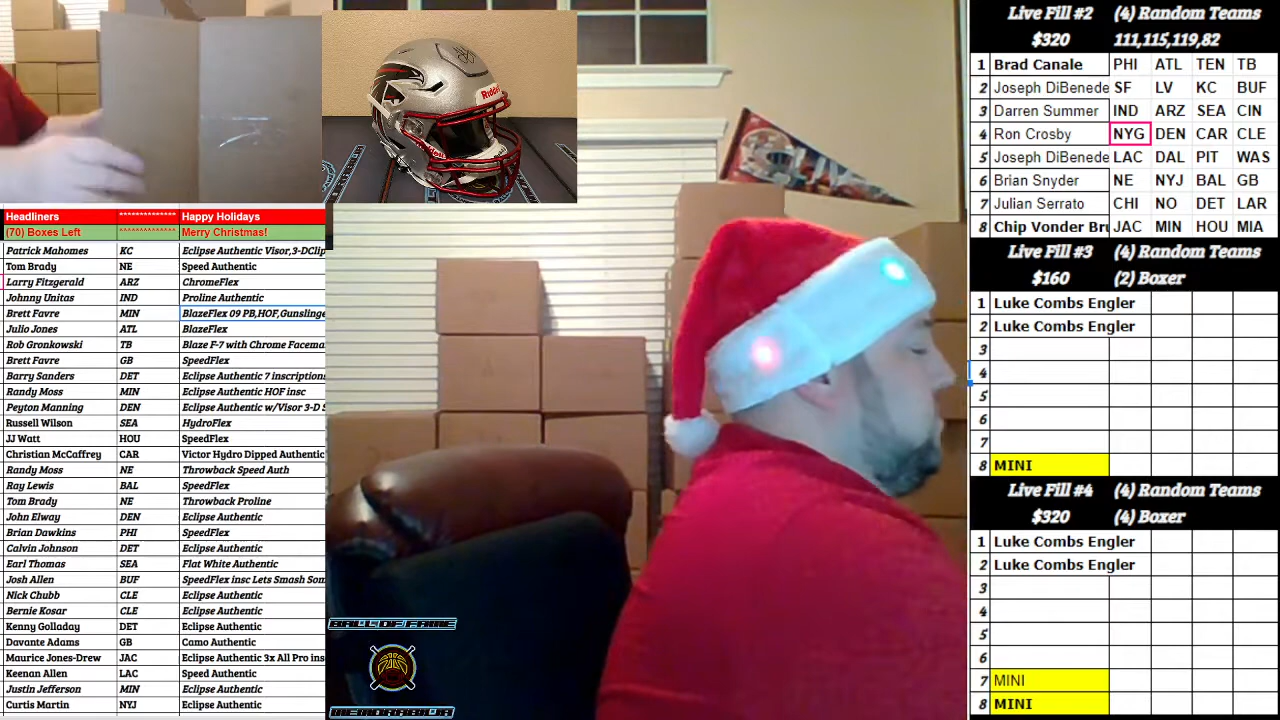 Headliners ************* Happy Holidays
(70) Boxes Left ************* Merry Christmas!
Patrick Mahomes KC Eclipse Authentic Visor,3-DClip
Tom Brady NE Speed Authentic
Larry Fitzgerald ARZ ChromeFlex
Johnny Unitas IND Proline Authentic
Brett Favre MIN BlazeFlex 09 PB,HOF,Gunslinge
Julio Jones ATL BlazeFlex
Rob Gronkowski TB Blaze F-7 with Chrome Facema
Brett Favre GB SpeedFlex
Barry Sanders DET Eclipse Authentic 7 inscriptions
Randy Moss MIN Eclipse Authentic HOF insc
Peyton Manning DEN Eclipse Authentic w/Visor 3-D S
Russell Wilson SEA HydroFlex
JJ Watt HOU SpeedFlex
Christian McCaffrey CAR Victor Hydro Dipped Authentic
Randy Moss NE Throwback Speed Auth
Ray Lewis BAL SpeedFlex
Tom Brady NE Throwback Proline
John Elway DEN Eclipse Authentic
Brian Dawkins PHI SpeedFlex
Calvin Johnson DET Eclipse Authentic
Earl Thomas SEA Flat White Authentic
Josh Allen BUF SpeedFlex insc Lets Smash Som
Nick Chubb CLE Eclipse Authentic
Bernie Kosar CLE Eclipse Authentic
Kenny Golladay DET Eclipse Authentic
Davante Adams GB Camo Authentic
Maurice Jones-Drew JAC Eclipse Authentic 3x All Pro ins
Keenan Allen LAC Speed Authentic
Justin Jefferson MIN Eclipse Authentic
Curtis Martin NYJ Eclipse Authentic
Riddell
BALL OF FAME
MEMORABILIA
Live Fill #2 (4) Random Teams
$320 111,115,119,82
1 Brad Canale PHI ATL TEN TB
2 Joseph DiBenede SF LV KC BUF
3 Darren Summer IND ARZ SEA CIN
4 Ron Crosby NYG DEN CAR CLE
5 Joseph DiBenede LAC DAL PIT WAS
6 Brian Snyder NE NYJ BAL GB
7 Julian Serrato CHI NO DET LAR
8 Chip Vonder Bru JAC MIN HOU MIA
Live Fill #3 (4) Random Teams
$160 (2) Boxer
1 Luke Combs Engler
2 Luke Combs Engler
3
4
5
6
7
8 MINI
Live Fill #4 (4) Random Teams
$320 (4) Boxer
1 Luke Combs Engler
2 Luke Combs Engler
3
4
5
6
7 MINI
8 MINI